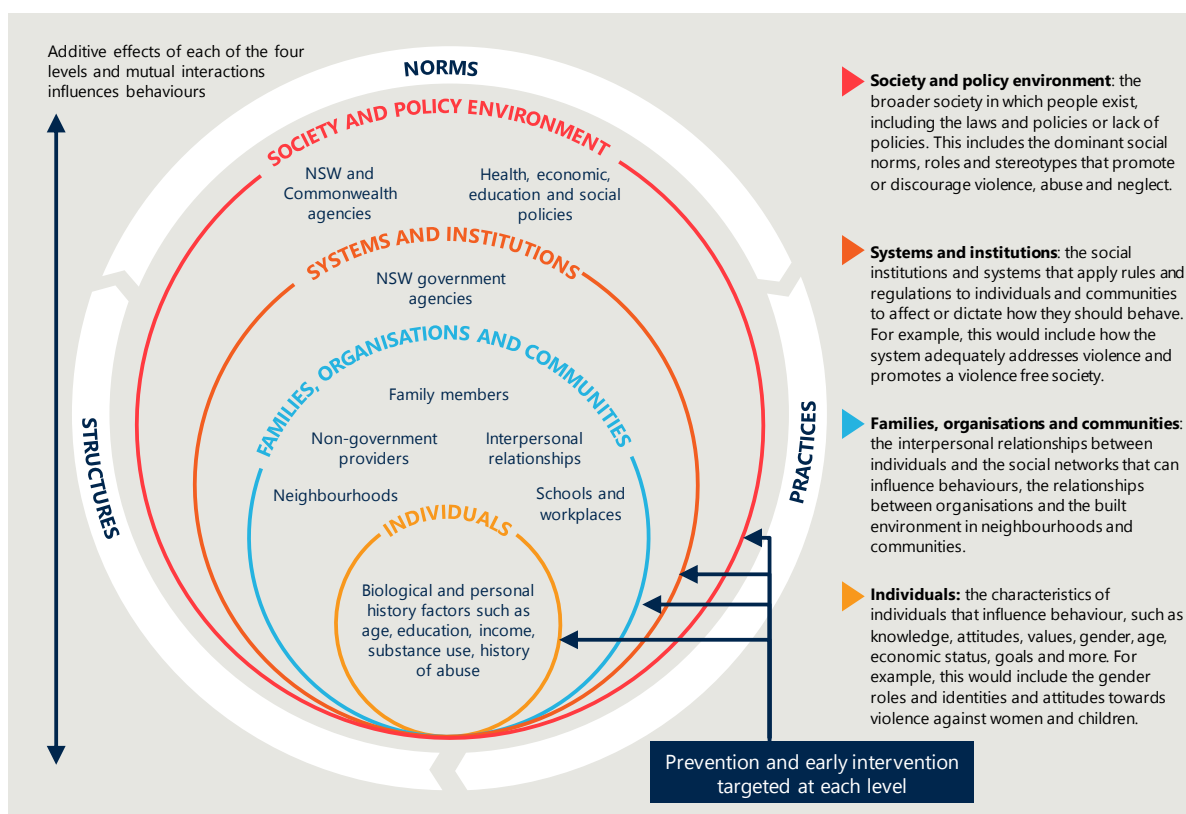 Additive effects of each of the four
levels and mutual interactions
influences behaviours
NORMS
SOCIETY AND POLICY ENVIRONMENT
NSW and
Commonwealth
agencies
Health, economic,
education and social
policies
SYSTEMS AND INSTITUTIONS
NSW government
agencies
FAMILIES, ORGANISATIONS AND COMMUNITIES
Family members
Non-government
providers
Interpersonal
relationships
Neighbourhoods
Schools and
workplaces
INDIVIDUALS
Biological and personal
history factors such as
age, education, income,
substance use, history
of abuse
STRUCTURES
PRACTICES
Prevention and early intervention
targeted at each level
Society and policy environment: the
broader society in which people exist,
including the laws and policies or lack of
policies. This includes the dominant social
norms, roles and stereotypes that promote
or discourage violence, abuse and neglect.
Systems and institutions: the social
institutions and systems that apply rules and
regulations to individuals and communities
to affect or dictate how they should behave.
For example, this would include how the
system adequately addresses violence and
promotes a violence free society.
Families, organisations and communities:
the interpersonal relationships between
individuals and the social networks that can
influence behaviours, the relationships
between organisations and the built
environment in neighbourhoods and
communities.
Individuals: the characteristics of
individuals that influence behaviour, such as
knowledge, attitudes, values, gender, age,
economic status, goals and more. For
example, this would include the gender
roles and identities and attitudes towards
violence against women and children.